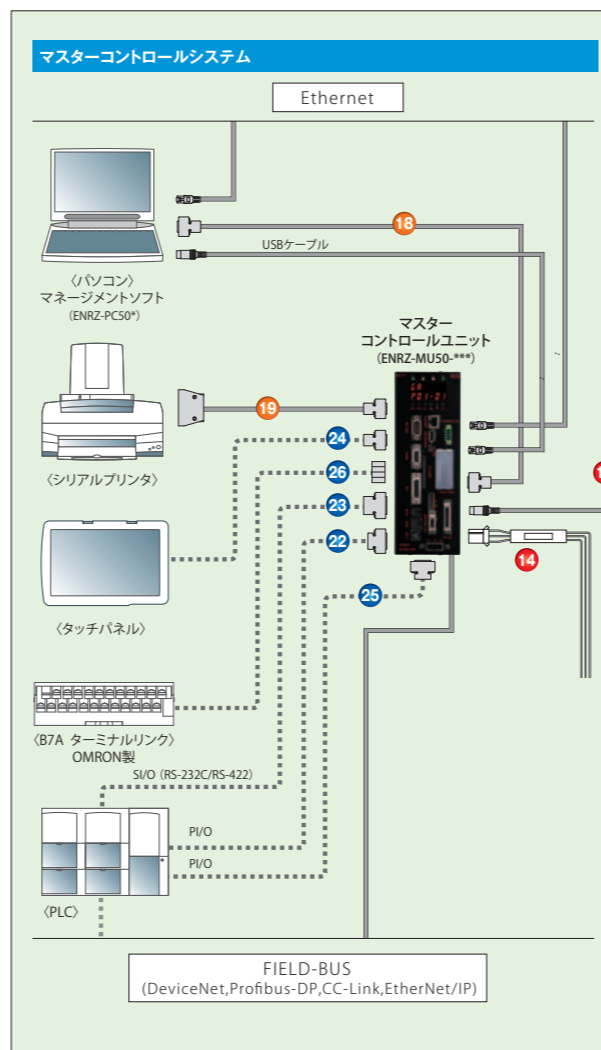 マスターコントロールシステム
Ethernet
18
USBケーブル
〈パソコン〉
マネージメントソフト
(ENRZ-PC50*)
マスター
コントロールユニット
(ENRZ-MU50-***)
19
24
〈シリアルプリンタ〉
26
23
22
14
25
〈タッチパネル〉
〈B7A ターミナルリンク〉
OMRON製
SI/O (RS-232C/RS-422)
PI/O
PI/O
〈PLC〉
FIELD-BUS
(DeviceNet,Profibus-DP,CC-Link,EtherNet/IP)